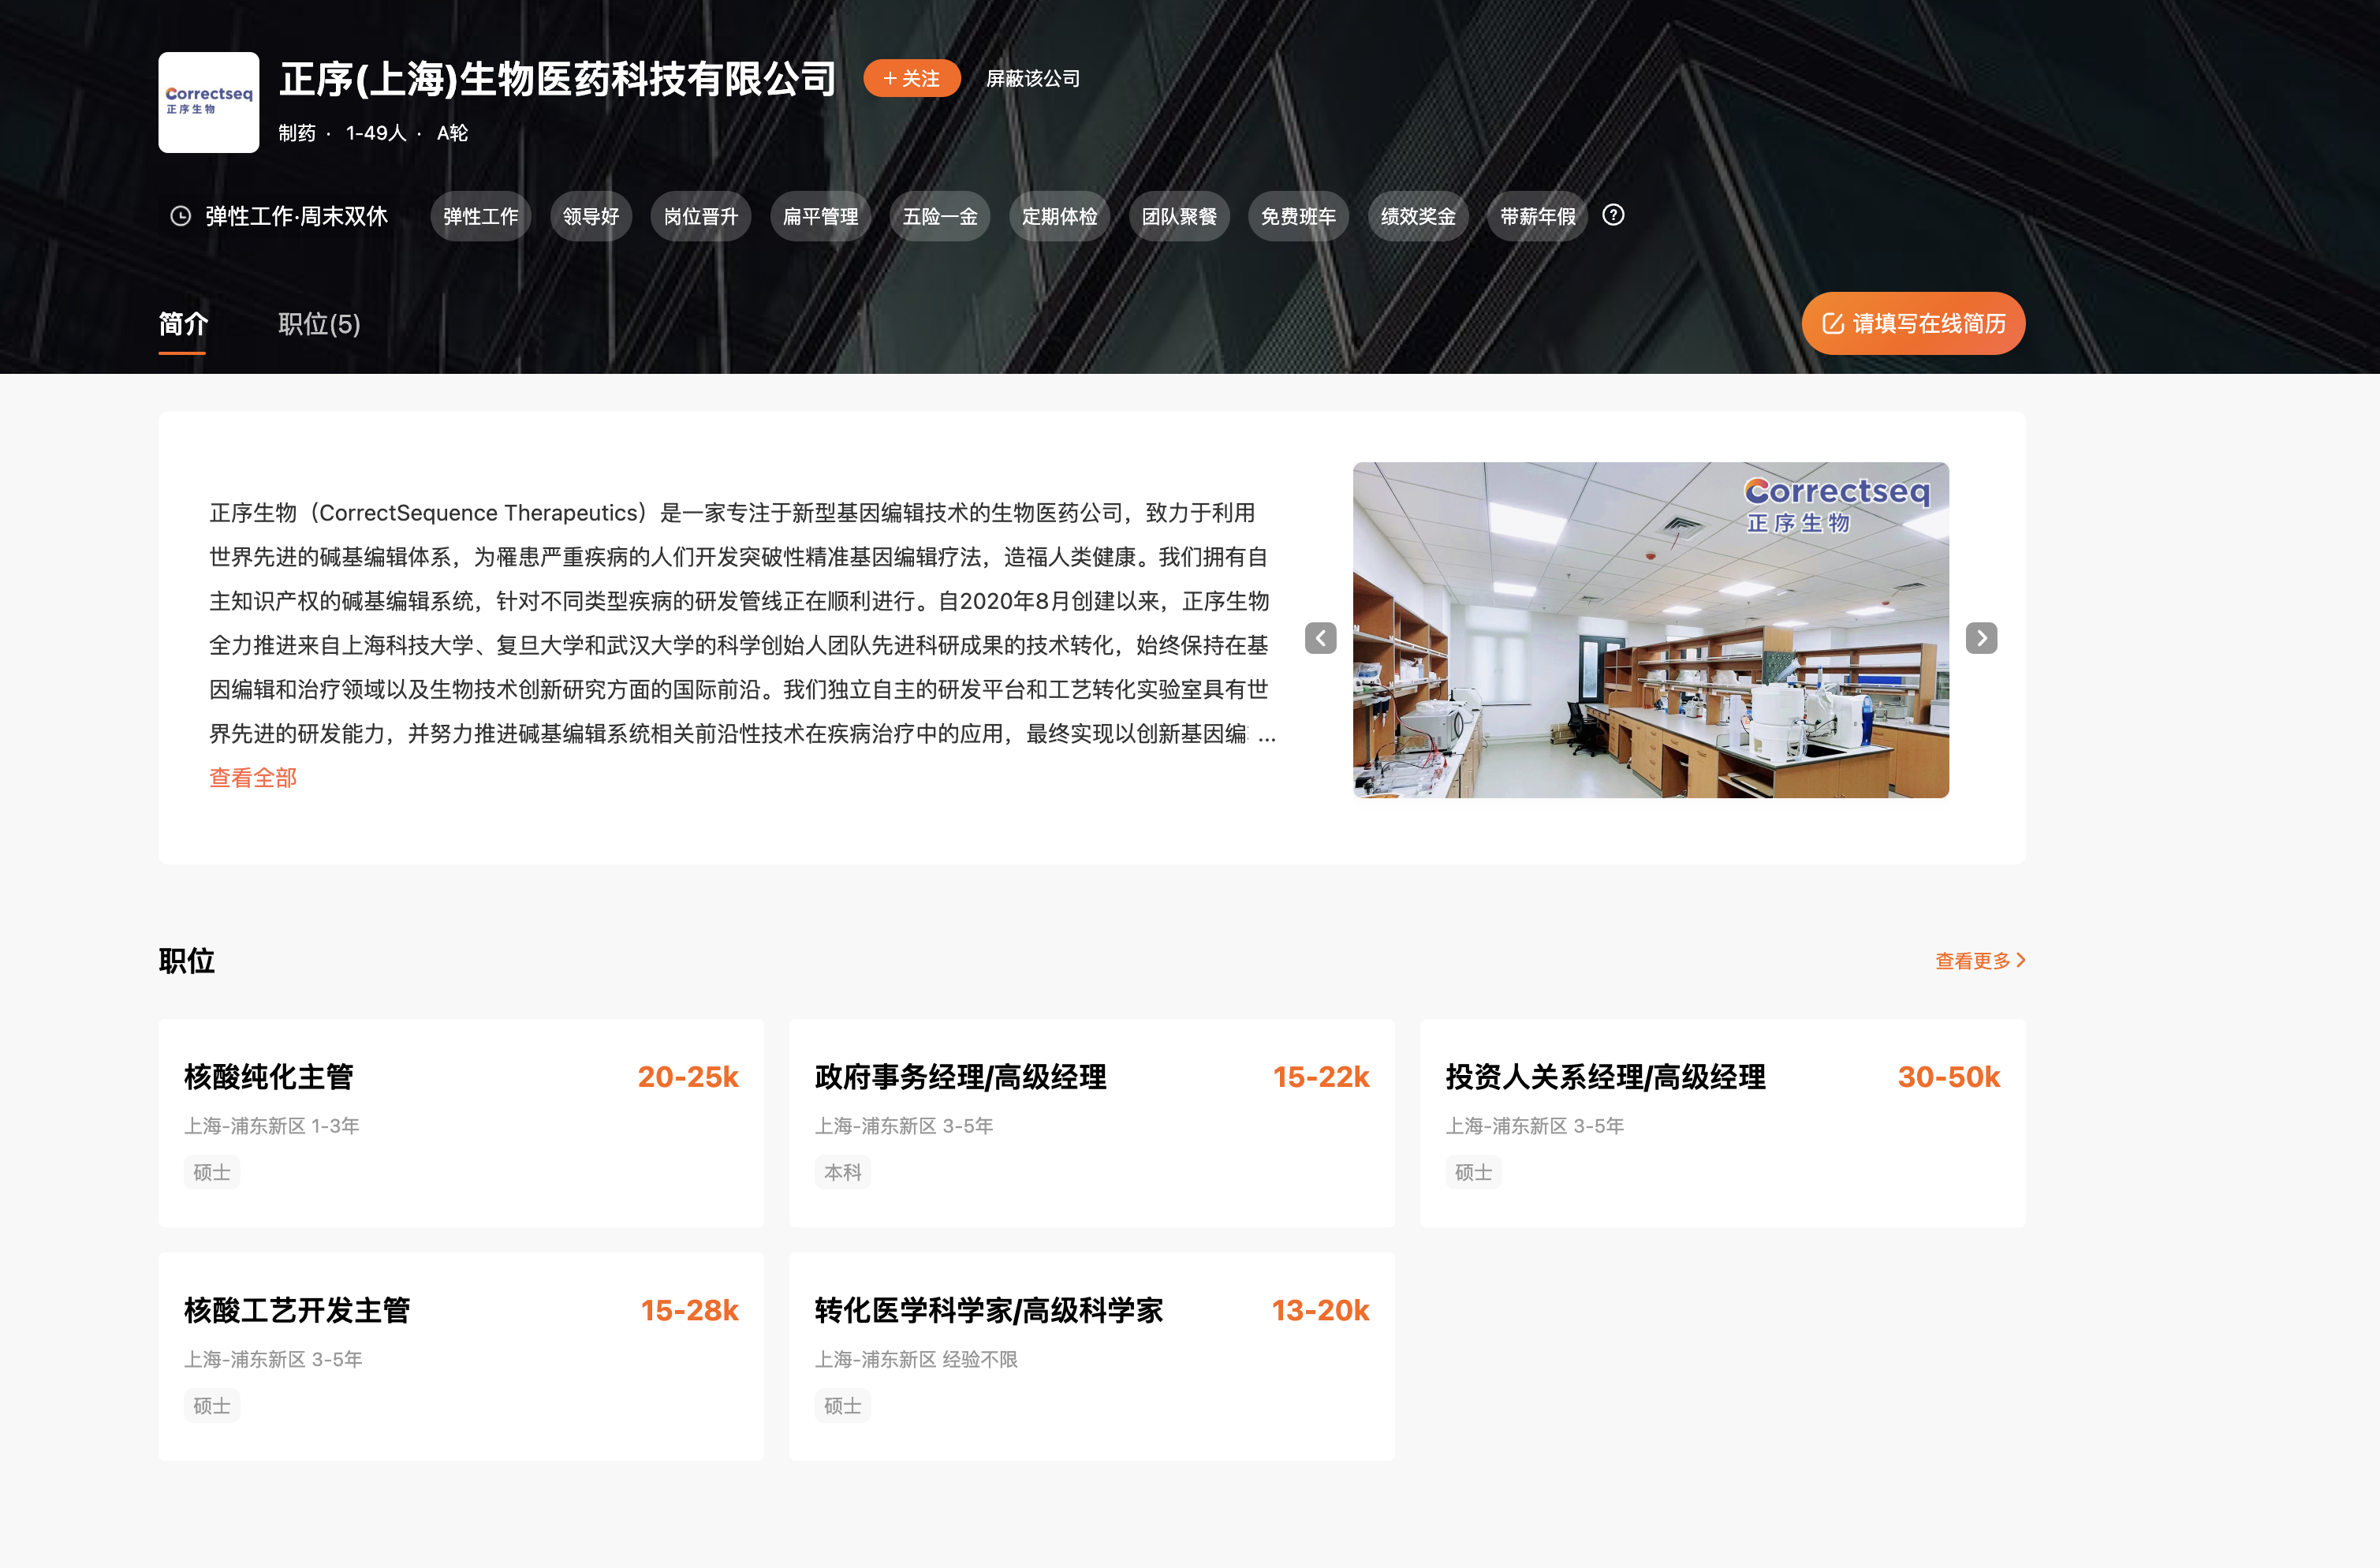 Correctseq
正序生物
正序(上海)生物医药科技有限公司
+ 关注
屏蔽该公司
制药 · 1-49人 · A轮
弹性工作·周末双休
弹性工作
领导好
岗位晋升
扁平管理
五险一金
定期体检
团队聚餐
免费班车
绩效奖金
带薪年假
?
简介
职位(5)
请填写在线简历
正序生物（CorrectSequence Therapeutics）是一家专注于新型基因编辑技术的生物医药公司，致力于利用
世界先进的碱基编辑体系，为罹患严重疾病的人们开发突破性精准基因编辑疗法，造福人类健康。我们拥有自
主知识产权的碱基编辑系统，针对不同类型疾病的研发管线正在顺利进行。自2020年8月创建以来，正序生物
全力推进来自上海科技大学、复旦大学和武汉大学的科学创始人团队先进科研成果的技术转化，始终保持在基
因编辑和治疗领域以及生物技术创新研究方面的国际前沿。我们独立自主的研发平台和工艺转化实验室具有世
界先进的研发能力，并努力推进碱基编辑系统相关前沿性技术在疾病治疗中的应用，最终实现以创新基因编 ...
查看全部
Correctseq
正序生物
职位
查看更多
核酸纯化主管
20-25k
上海-浦东新区 1-3年
硕士
政府事务经理/高级经理
15-22k
上海-浦东新区 3-5年
本科
投资人关系经理/高级经理
30-50k
上海-浦东新区 3-5年
硕士
核酸工艺开发主管
15-28k
上海-浦东新区 3-5年
硕士
转化医学科学家/高级科学家
13-20k
上海-浦东新区 经验不限
硕士